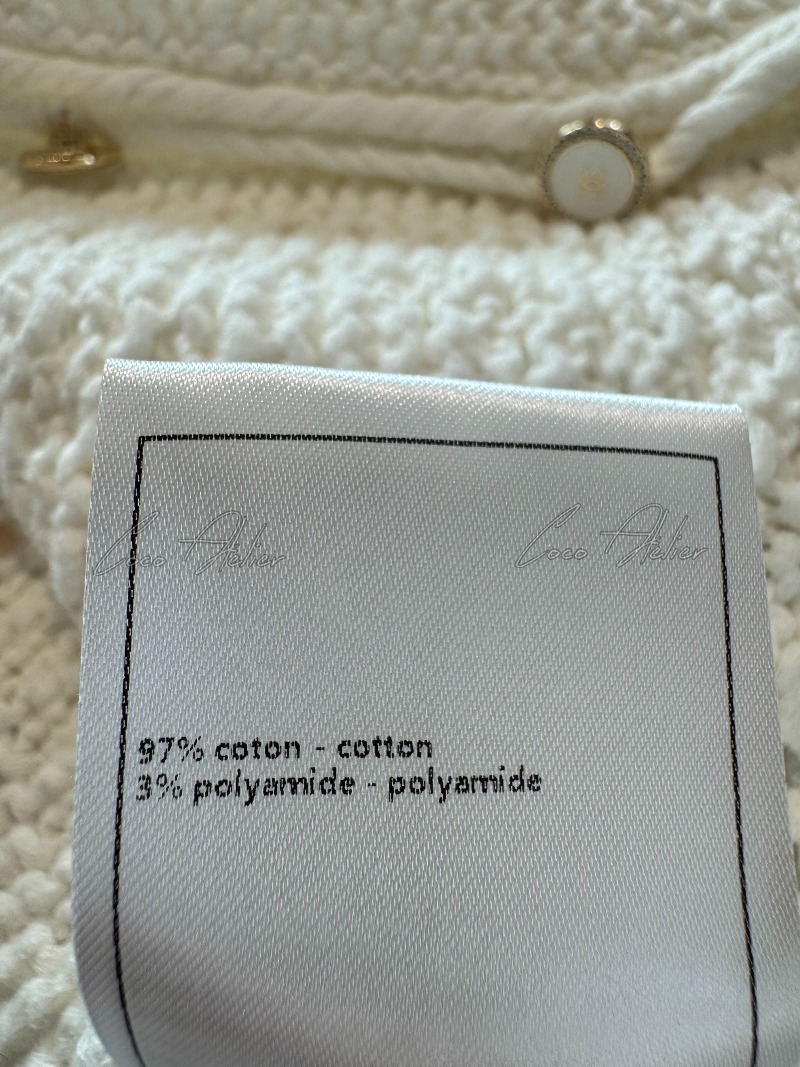 Coco Atelier Coco Atelier
97% coton - cotton
3% polyamide - polyamide